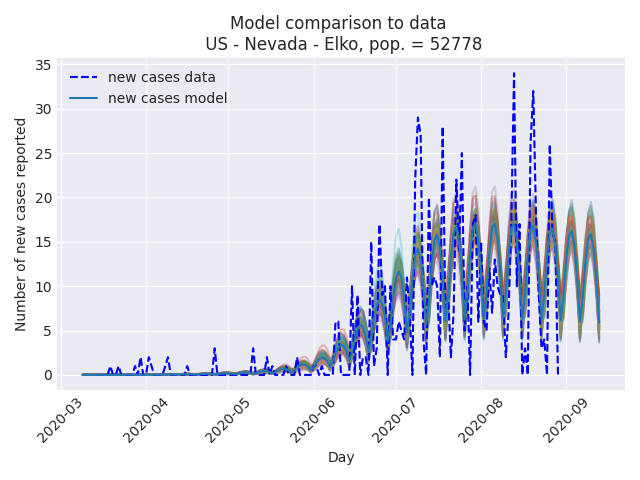 Model comparison to data
US - Nevada - Elko, pop. = 52778
new cases data
new cases model
Number of new cases reported
35
30
25
20
15
10
5
0
2020-03
2020-04
2020-05
2020-06
2020-07
2020-08
2020-09
Day